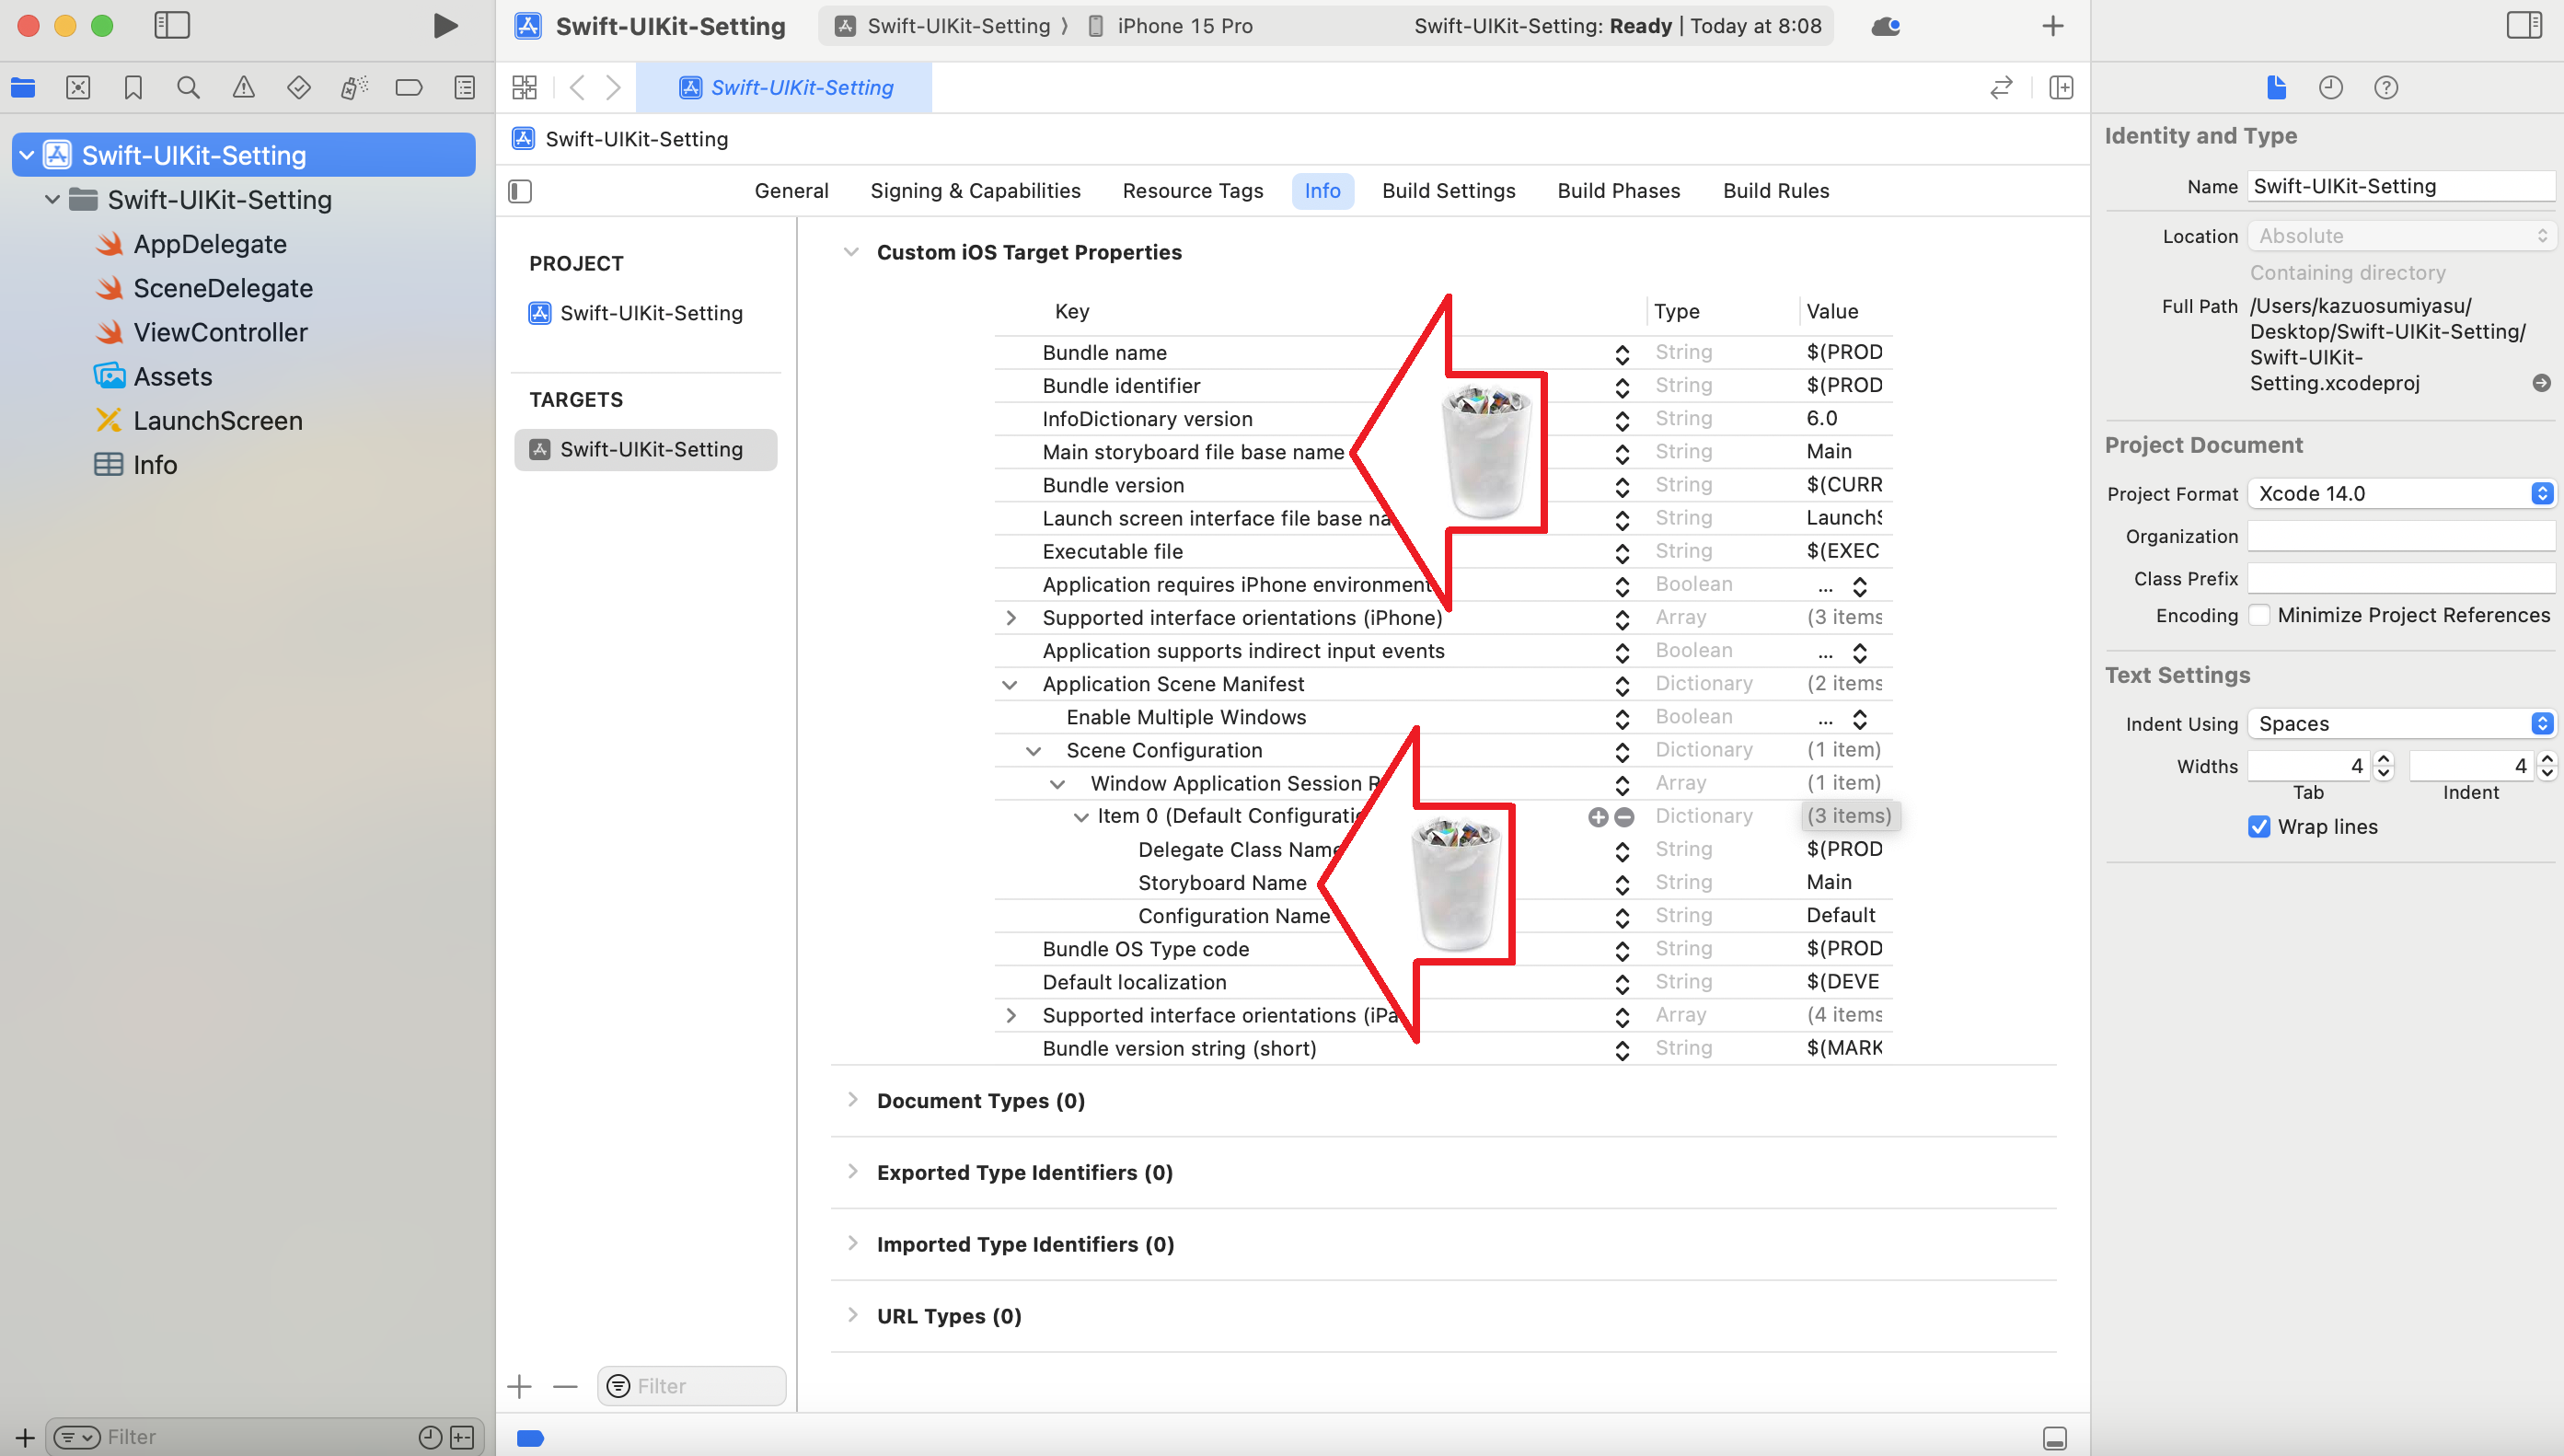 Swift-UIKit-Setting
Swift-UIKit-Setting
iPhone 15 Pro
Swift-UIKit-Setting: Ready | Today at 8:08
Swift-UIKit-Setting
Swift-UIKit-Setting
Swift-UIKit-Setting
AppDelegate
SceneDelegate
ViewController
Assets
LaunchScreen
Info
Filter
Swift-UIKit-Setting
General
Signing & Capabilities
Resource Tags
Info
Build Settings
Build Phases
Build Rules
PROJECT
Swift-UIKit-Setting
TARGETS
Swift-UIKit-Setting
Filter
Custom iOS Target Properties
Key Type Value
Bundle name String $(PROD
Bundle identifier String $(PROD
InfoDictionary version String 6.0
Main storyboard file base name String Main
Bundle version String $(CURR
Launch screen interface file base na String LaunchS
Executable file String $(EXEC
Application requires iPhone environment Boolean ...
Supported interface orientations (iPhone) Array (3 items
Application supports indirect input events Boolean ...
Application Scene Manifest Dictionary (2 items
Enable Multiple Windows Boolean ...
Scene Configuration Dictionary (1 item)
Window Application Session R Array (1 item)
Item 0 (Default Configuratio Dictionary (3 items)
Delegate Class Name String $(PROD
Storyboard Name String Main
Configuration Name String Default
Bundle OS Type code String $(PROD
Default localization String $(DEVE
Supported interface orientations (iPa Array (4 items
Bundle version string (short) String $(MARK
Document Types (0)
Exported Type Identifiers (0)
Imported Type Identifiers (0)
URL Types (0)
Identity and Type
Name Swift-UIKit-Setting
Location Absolute
Containing directory
Full Path /Users/kazuosumiyasu/
Desktop/Swift-UIKit-Setting/
Swift-UIKit-
Setting.xcodeproj
Project Document
Project Format Xcode 14.0
Organization
Class Prefix
Encoding Minimize Project References
Text Settings
Indent Using Spaces
Widths 4 4
Tab Indent
Wrap lines